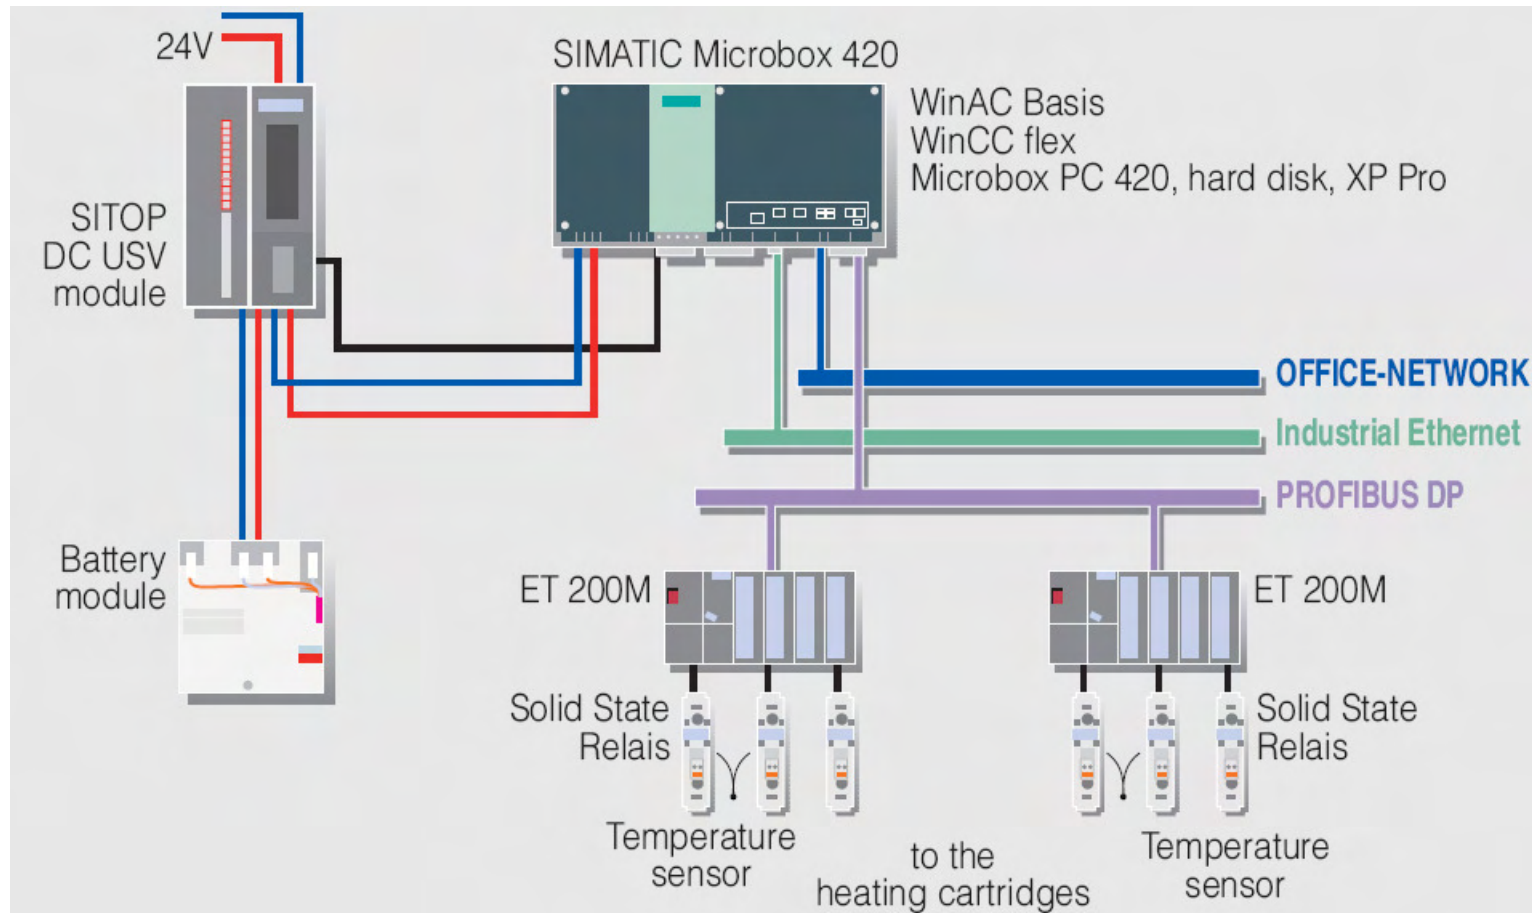 24V
SIMATIC Microbox 420
WinAC Basis
WinCC flex
Microbox PC 420, hard disk, XP Pro
SITOP
DC USV
module
OFFICE-NETWORK
Industrial Ethernet
PROFIBUS DP
Battery
module
ET 200M
ET 200M
Solid State
Relais
Solid State
Relais
Temperature
sensor
to the
heating cartridges
Temperature
sensor